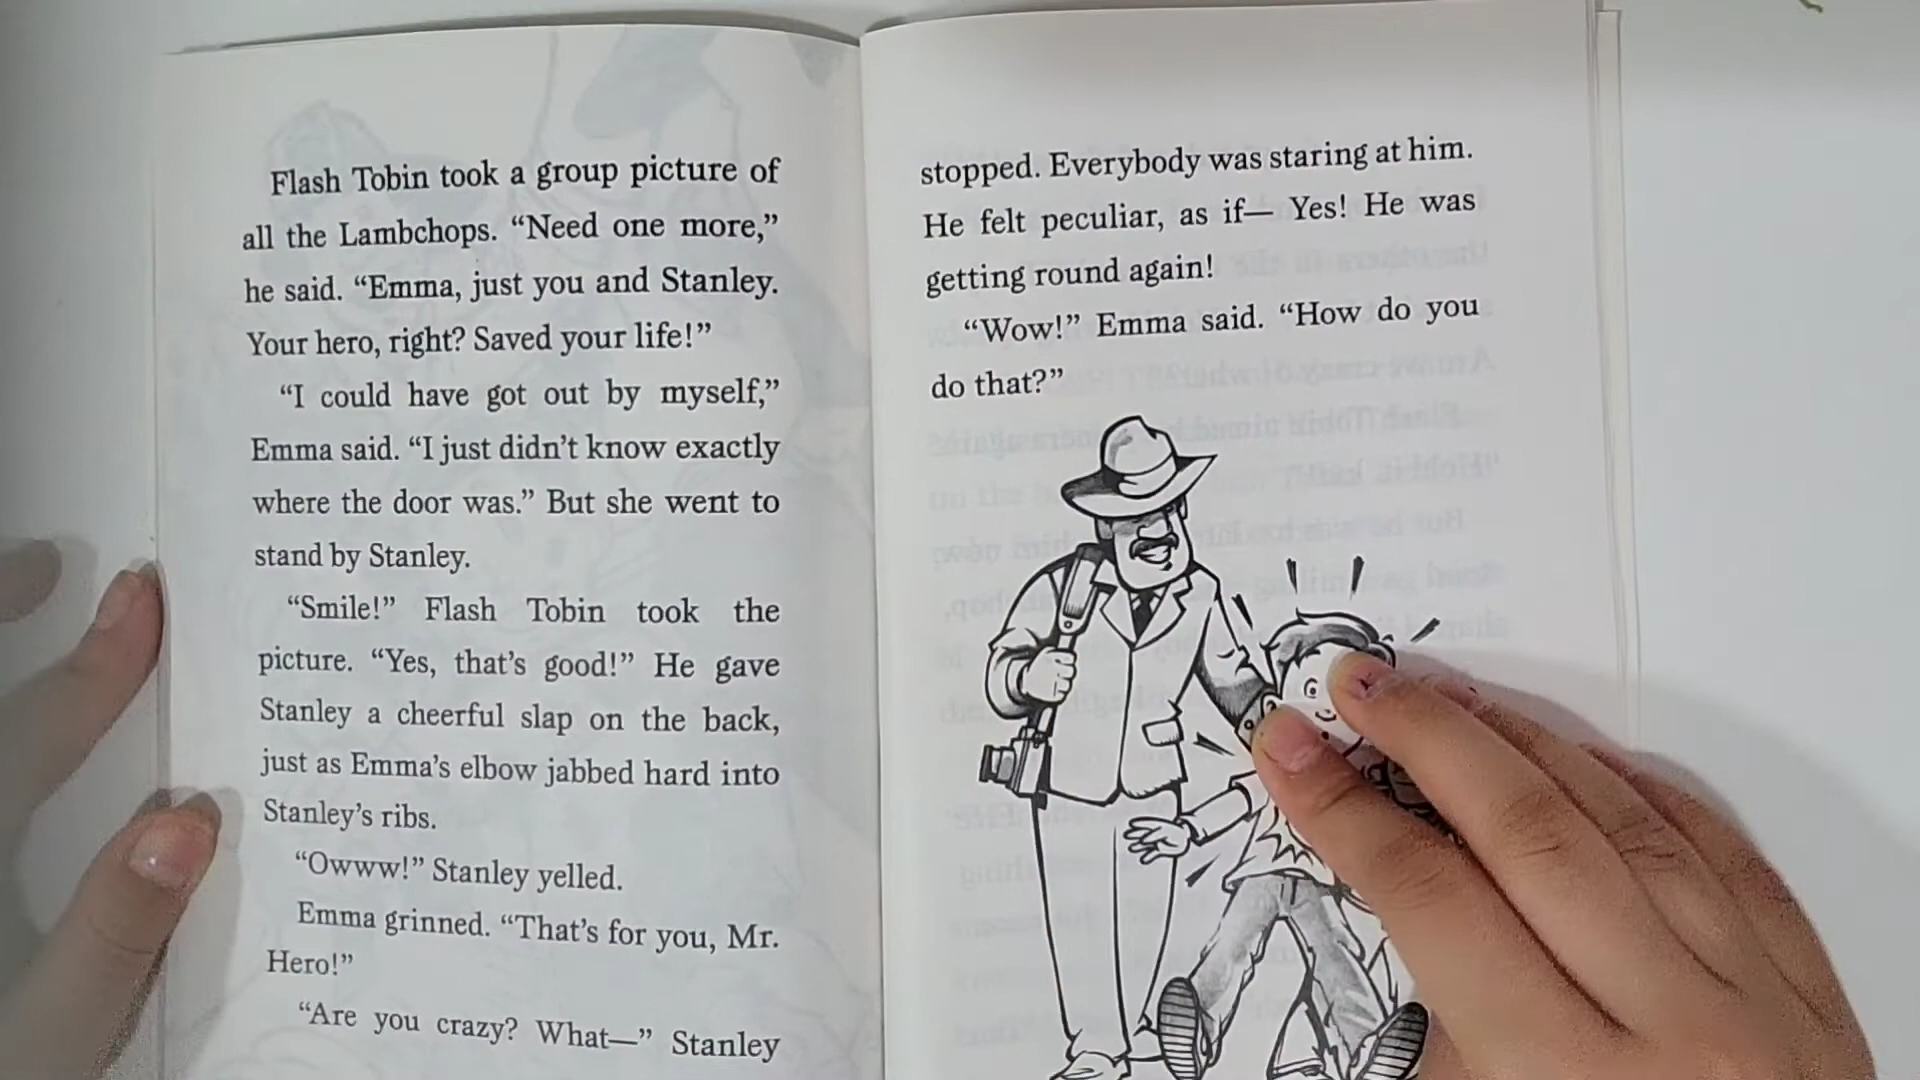 Flash Tobin took a group picture of
all the Lambchops. “Need one more,”
he said. “Emma, just you and Stanley.
Your hero, right? Saved your life!”
“I could have got out by myself,”
Emma said. “I just didn’t know exactly
where the door was.” But she went to
stand by Stanley.
“Smile!” Flash Tobin took the
picture. “Yes, that’s good!” He gave
Stanley a cheerful slap on the back,
just as Emma’s elbow jabbed hard into
Stanley’s ribs.
“Owww!” Stanley yelled.
Emma grinned. “That’s for you, Mr.
Hero!”
“Are you crazy? What—” Stanley
stopped. Everybody was staring at him.
He felt peculiar, as if— Yes! He was
getting round again!
“Wow!” Emma said. “How do you
do that?”